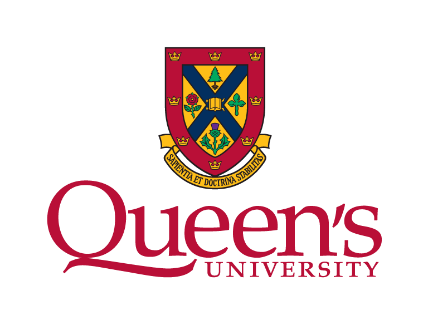 SAPIENTIA ET DOCTRINA STABILITAS
Queen's
UNIVERSITY